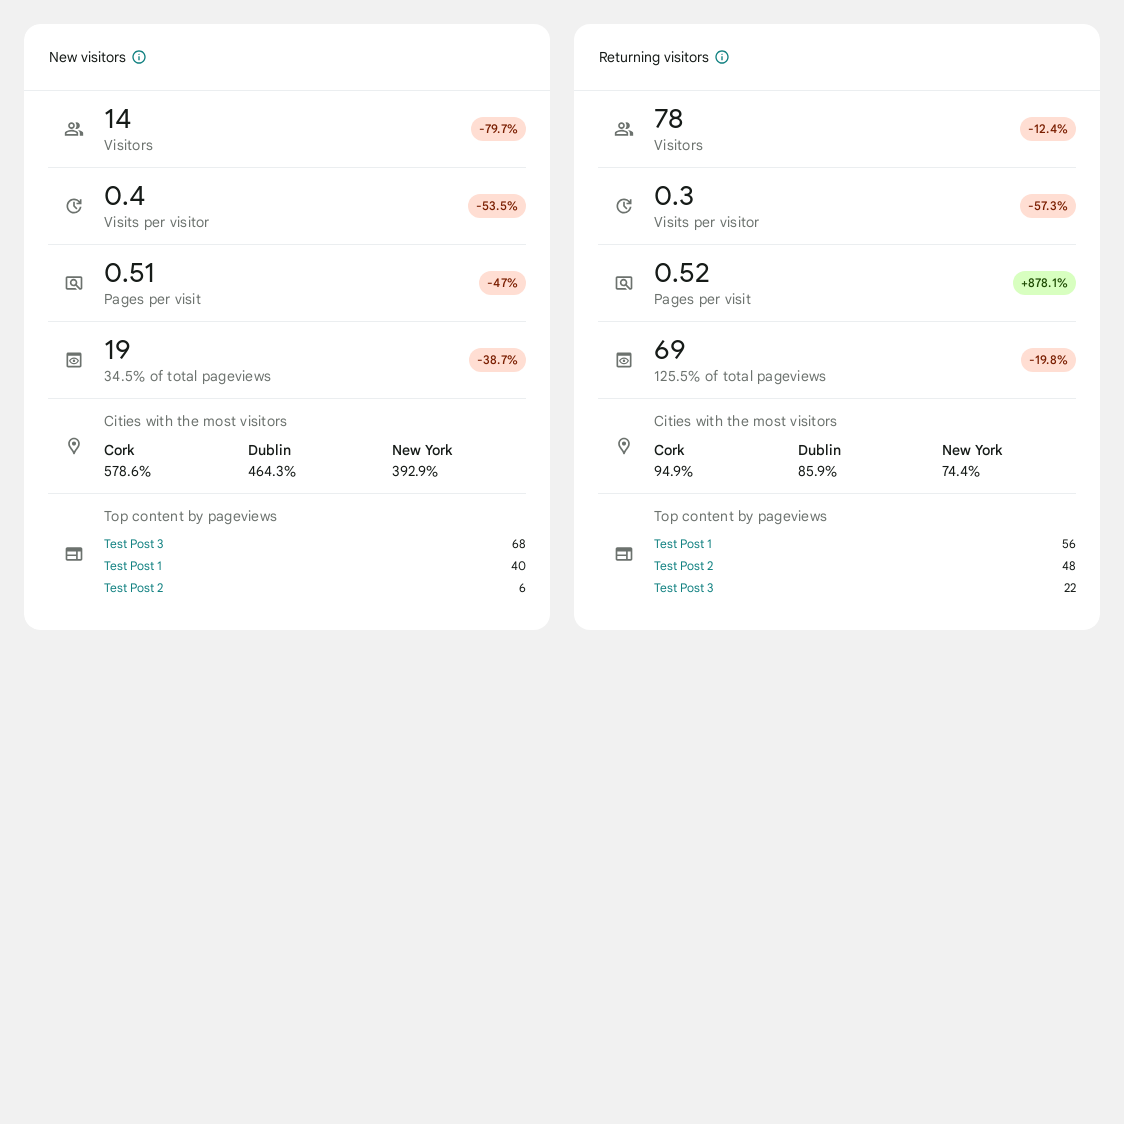 New visitors
14
Visitors
-79.7%
0.4
Visits per visitor
-53.5%
0.51
Pages per visit
-47%
19
34.5% of total pageviews
-38.7%
Cities with the most visitors
Cork Dublin New York
578.6% 464.3% 392.9%
Top content by pageviews
Test Post 3 68
Test Post 1 40
Test Post 2 6
Returning visitors
78
Visitors
-12.4%
0.3
Visits per visitor
-57.3%
0.52
Pages per visit
+878.1%
69
125.5% of total pageviews
-19.8%
Cities with the most visitors
Cork Dublin New York
94.9% 85.9% 74.4%
Top content by pageviews
Test Post 1 56
Test Post 2 48
Test Post 3 22